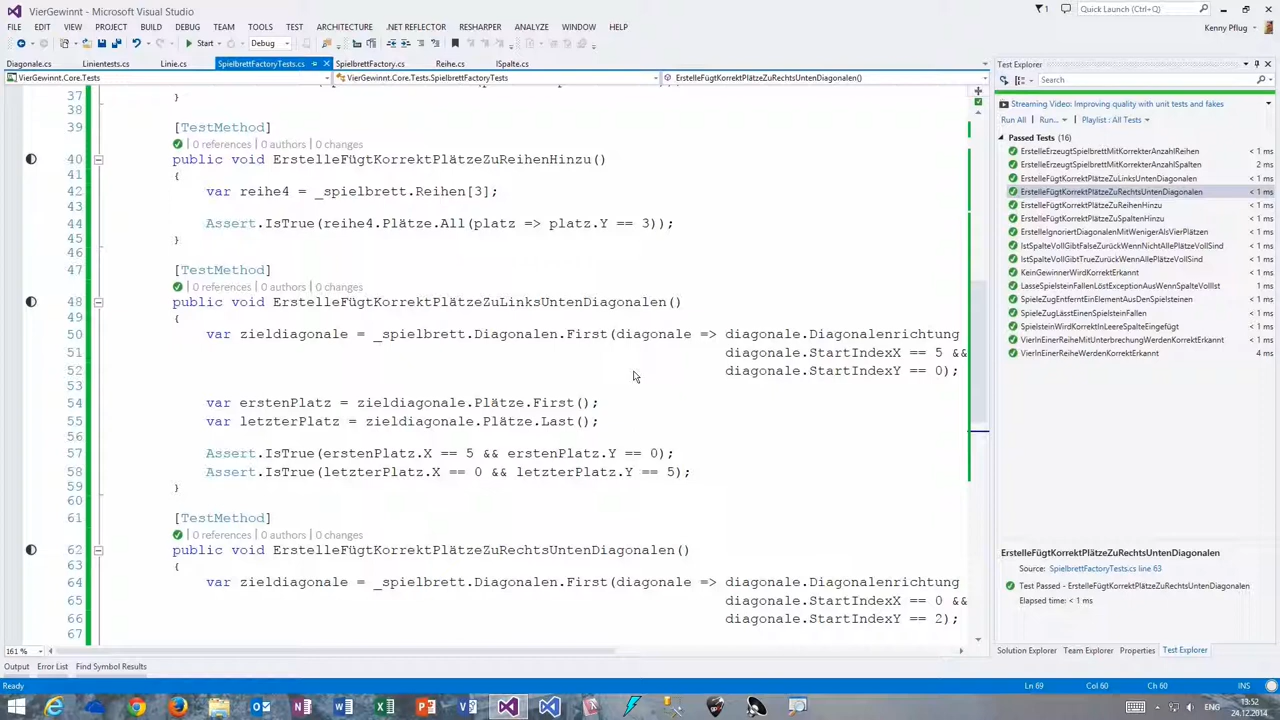 VierGewinnt - Microsoft Visual Studio
1
Quick Launch (Ctrl+Q)
FILE EDIT VIEW PROJECT BUILD DEBUG TEAM TOOLS TEST ARCHITECTURE .NET REFLECTOR RESHARPER ANALYZE WINDOW HELP
Kenny Pflug
Start Debug
Diagonale.cs Linientests.cs Linie.cs SpielbrettFactoryTests.cs SpielbrettFactory.cs Reihe.cs ISpalte.cs
VierGewinnt.Core.Tests VierGewinnt.Core.Tests.SpielbrettFactoryTests ErstelleFügtKorrektPlätzeZuRechtsUntenDiagonalen()
37 }
38
39 [TestMethod]
0 references | 0 authors | 0 changes
40 public void ErstelleFügtKorrektPlätzeZuReihenHinzu()
41 {
42 var reihe4 = _spielbrett.Reihen[3];
43
44 Assert.IsTrue(reihe4.Plätze.All(platz => platz.Y == 3));
45 }
46
47 [TestMethod]
0 references | 0 authors | 0 changes
48 public void ErstelleFügtKorrektPlätzeZuLinksUntenDiagonalen()
49 {
50 var zieldiagonale = _spielbrett.Diagonalen.First(diagonale => diagonale.Diagonalenrichtung
51 diagonale.StartIndexX == 5 &&
52 diagonale.StartIndexY == 0);
53
54 var erstenPlatz = zieldiagonale.Plätze.First();
55 var letzterPlatz = zieldiagonale.Plätze.Last();
56
57 Assert.IsTrue(erstenPlatz.X == 5 && erstenPlatz.Y == 0);
58 Assert.IsTrue(letzterPlatz.X == 0 && letzterPlatz.Y == 5);
59 }
60
61 [TestMethod]
0 references | 0 authors | 0 changes
62 public void ErstelleFügtKorrektPlätzeZuRechtsUntenDiagonalen()
63 {
64 var zieldiagonale = _spielbrett.Diagonalen.First(diagonale => diagonale.Diagonalenrichtung
65 diagonale.StartIndexX == 0 &&
66 diagonale.StartIndexY == 2);
67
161 %
Test Explorer
Search
Streaming Video: Improving quality with unit tests and fakes
Run All | Run... | Playlist : All Tests
Passed Tests (16)
ErstelleErzeugtSpielbrettMitKorrekterAnzahlReihen < 1 ms
ErstelleErzeugtSpielbrettMitKorrekterAnzahlSpalten < 1 ms
ErstelleFügtKorrektPlätzeZuLinksUntenDiagonalen < 1 ms
ErstelleFügtKorrektPlätzeZuRechtsUntenDiagonalen < 1 ms
ErstelleFügtKorrektPlätzeZuReihenHinzu < 1 ms
ErstelleFügtKorrektPlätzeZuSpaltenHinzu < 1 ms
ErstelleIgnoriertDiagonalenMitWenigerAlsVierPlätzen < 1 ms
IstSpalteVollGibtFalseZurückWennNichtAllePlätzeVollSind < 1 ms
IstSpalteVollGibtTrueZurückWennAllePlätzeVollSind < 1 ms
KeinGewinnerWirdKorrektErkannt < 1 ms
LasseSpielsteinFallenLöstExceptionAusWennSpalteVollIst < 1 ms
SpieleZugEntferntEinElementAusDenSpielsteinen < 1 ms
SpieleZugLässtEinenSpielsteinFallen < 1 ms
SpielsteinWirdKorrektInLeereSpalteEingefügt < 1 ms
VierInEinerReiheMitUnterbrechungWerdenKorrektErkannt < 1 ms
VierInEinerReiheWerdenKorrektErkannt 4 ms
ErstelleFügtKorrektPlätzeZuRechtsUntenDiagonalen
Source: SpielbrettFactoryTests.cs line 63
Test Passed - ErstelleFügtKorrektPlätzeZuRechtsUntenDiagonalen
Elapsed time: < 1 ms
Solution Explorer Team Explorer Properties Test Explorer
Output Error List Find Symbol Results
Ready Ln 69 Col 60 Ch 60 INS
13:52
24.12.2014